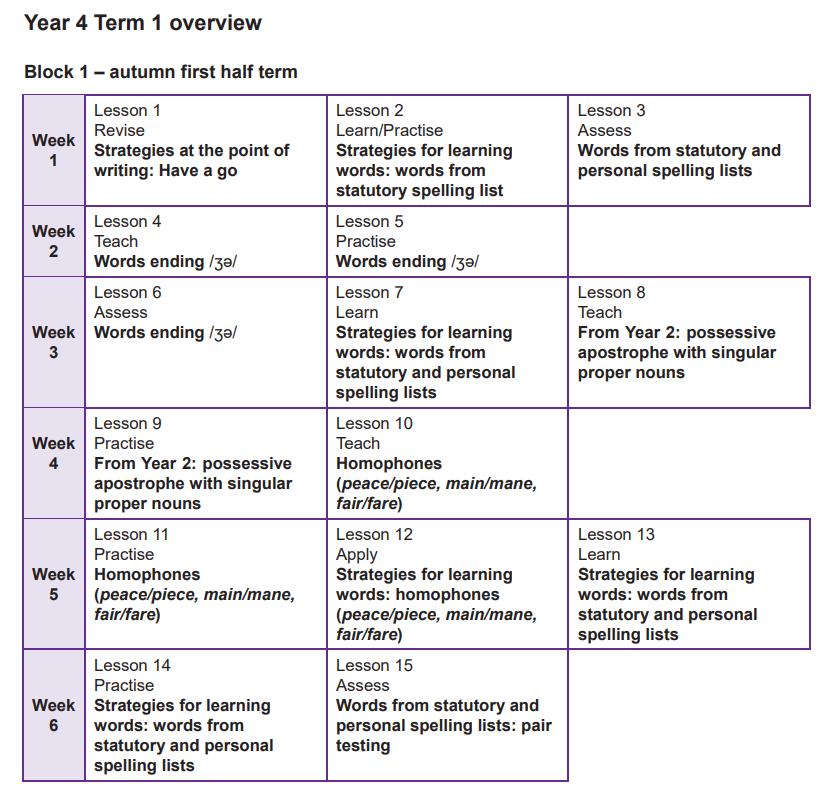 Year 4 Term 1 overview
Block 1 – autumn first half term
Week
1
Lesson 1
Revise
Strategies at the point of
writing: Have a go
Lesson 2
Learn/Practise
Strategies for learning
words: words from
statutory spelling list
Lesson 3
Assess
Words from statutory and
personal spelling lists
Week
2
Lesson 4
Teach
Words ending /ʒə/
Lesson 5
Practise
Words ending /ʒə/
Week
3
Lesson 6
Assess
Words ending /ʒə/
Lesson 7
Learn
Strategies for learning
words: words from
statutory and personal
spelling lists
Lesson 8
Teach
From Year 2: possessive
apostrophe with singular
proper nouns
Week
4
Lesson 9
Practise
From Year 2: possessive
apostrophe with singular
proper nouns
Lesson 10
Teach
Homophones
(peace/piece, main/mane,
fair/fare)
Week
5
Lesson 11
Practise
Homophones
(peace/piece, main/mane,
fair/fare)
Lesson 12
Apply
Strategies for learning
words: homophones
(peace/piece, main/mane,
fair/fare)
Lesson 13
Learn
Strategies for learning
words: words from
statutory and personal
spelling lists
Week
6
Lesson 14
Practise
Strategies for learning
words: words from
statutory and personal
spelling lists
Lesson 15
Assess
Words from statutory and
personal spelling lists: pair
testing